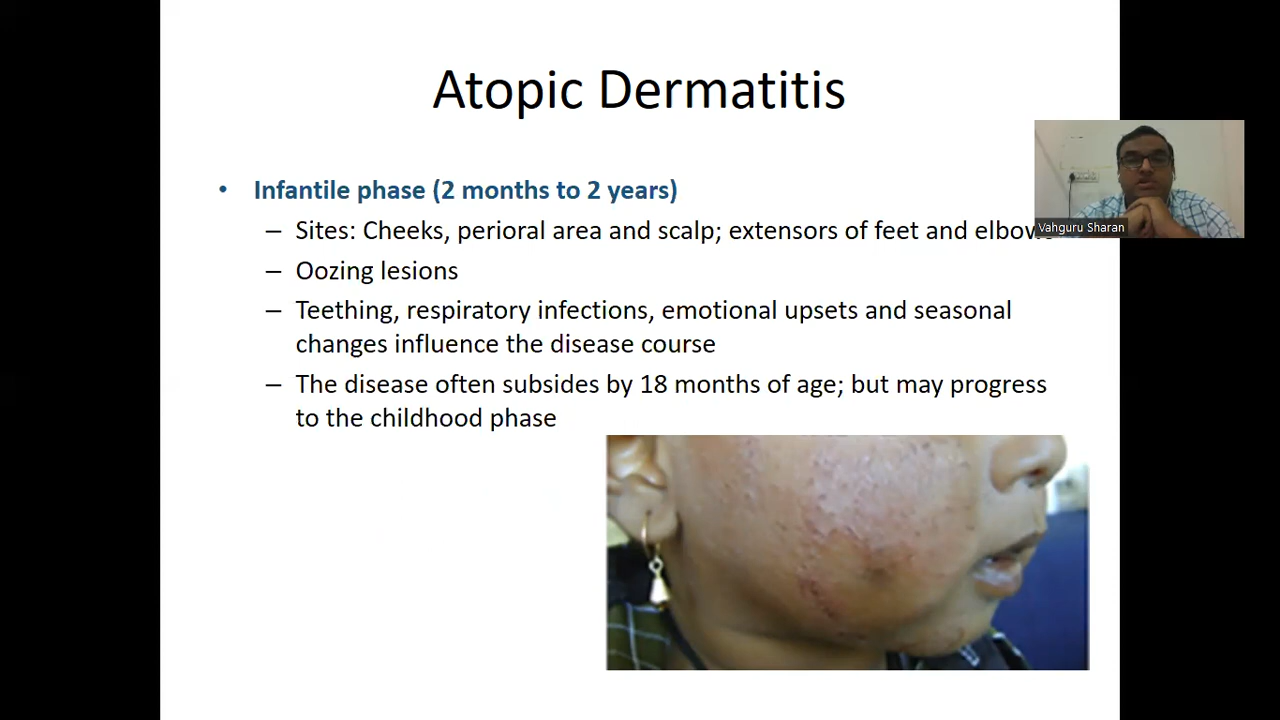 Atopic Dermatitis
• Infantile phase (2 months to 2 years)
– Sites: Cheeks, perioral area and scalp; extensors of feet and
– Oozing lesions
– Teething, respiratory infections, emotional upsets and seasonal
changes influence the disease course
– The disease often subsides by 18 months of age; but may progress
to the childhood phase
Vahguru Sharan